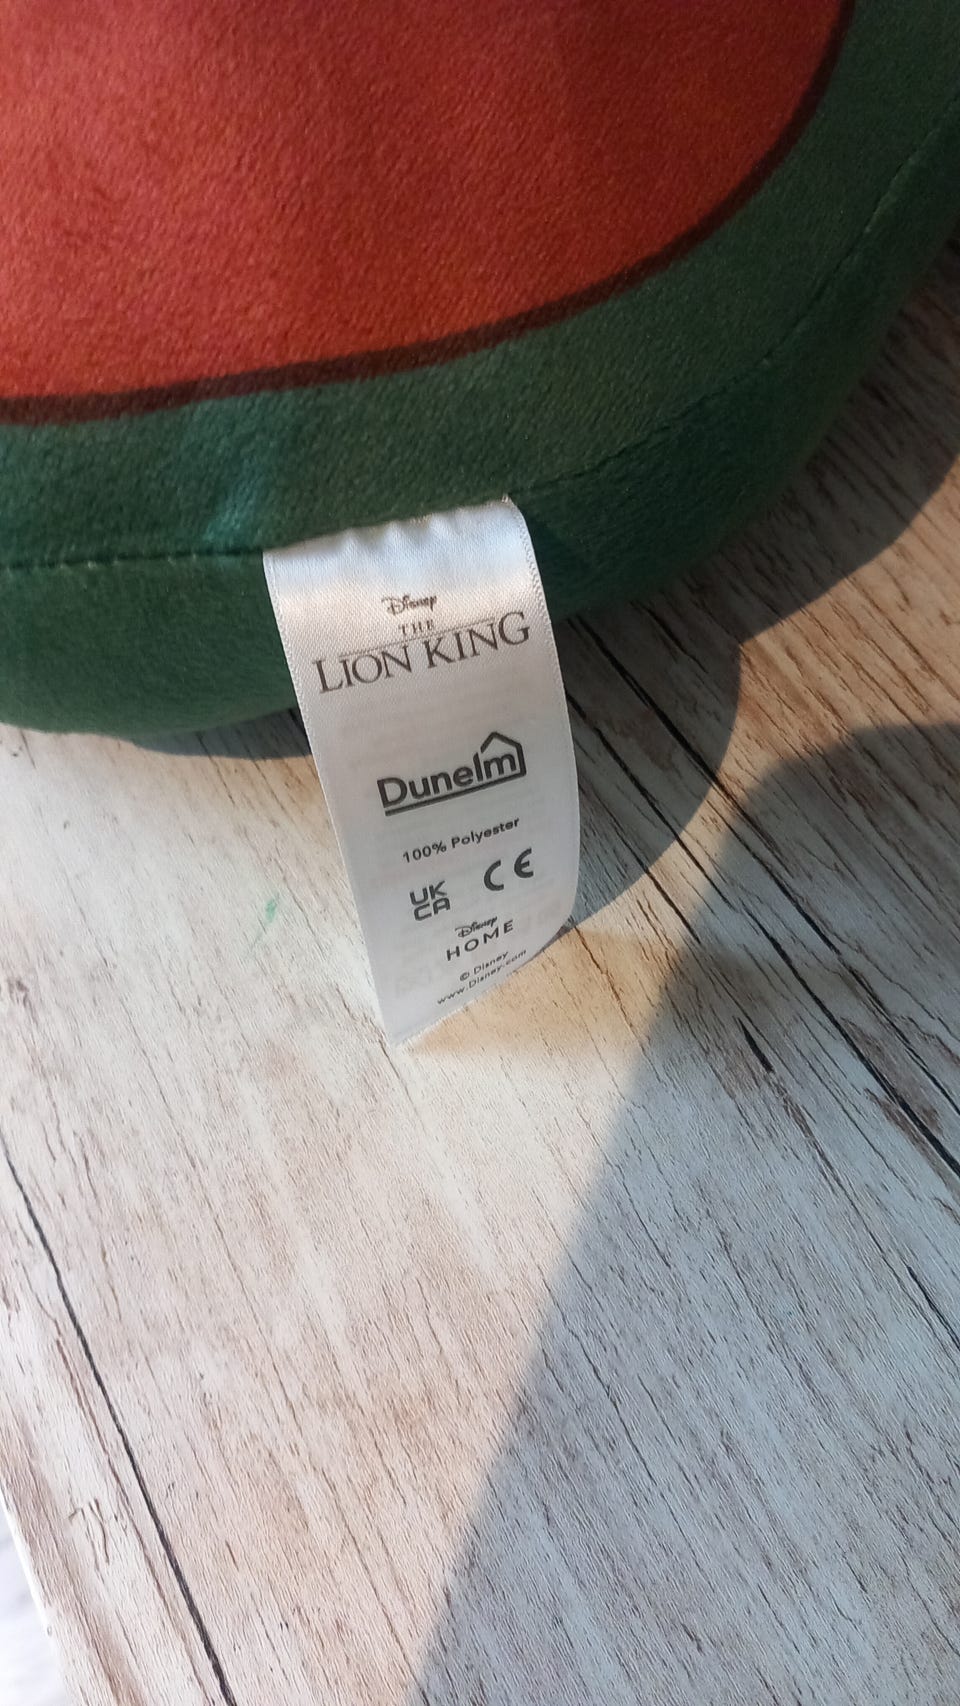 Disney
THE
LION KING
Dunelm
100% Polyester
UK
CA CE
Disney
HOME
© Disney
www.Disney.com